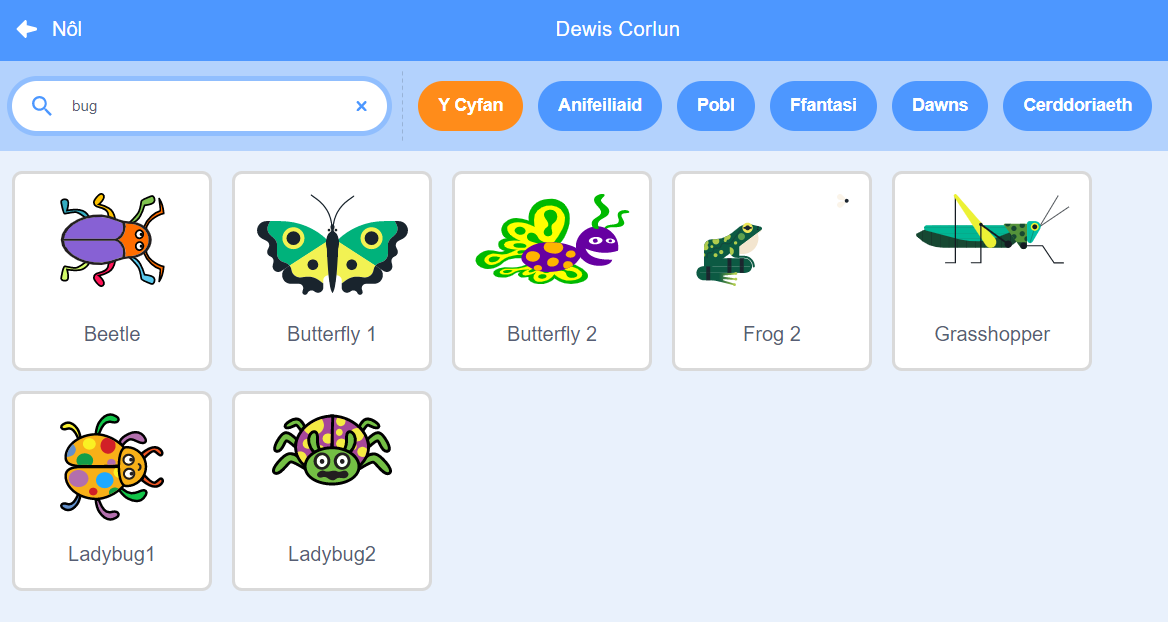 Nôl
Dewis Corlun
bug
Y Cyfan
Anifeiliaid
Pobl
Ffantasi
Dawns
Cerddoriaeth
Beetle
Butterfly 1
Butterfly 2
Frog 2
Grasshopper
Ladybug1
Ladybug2